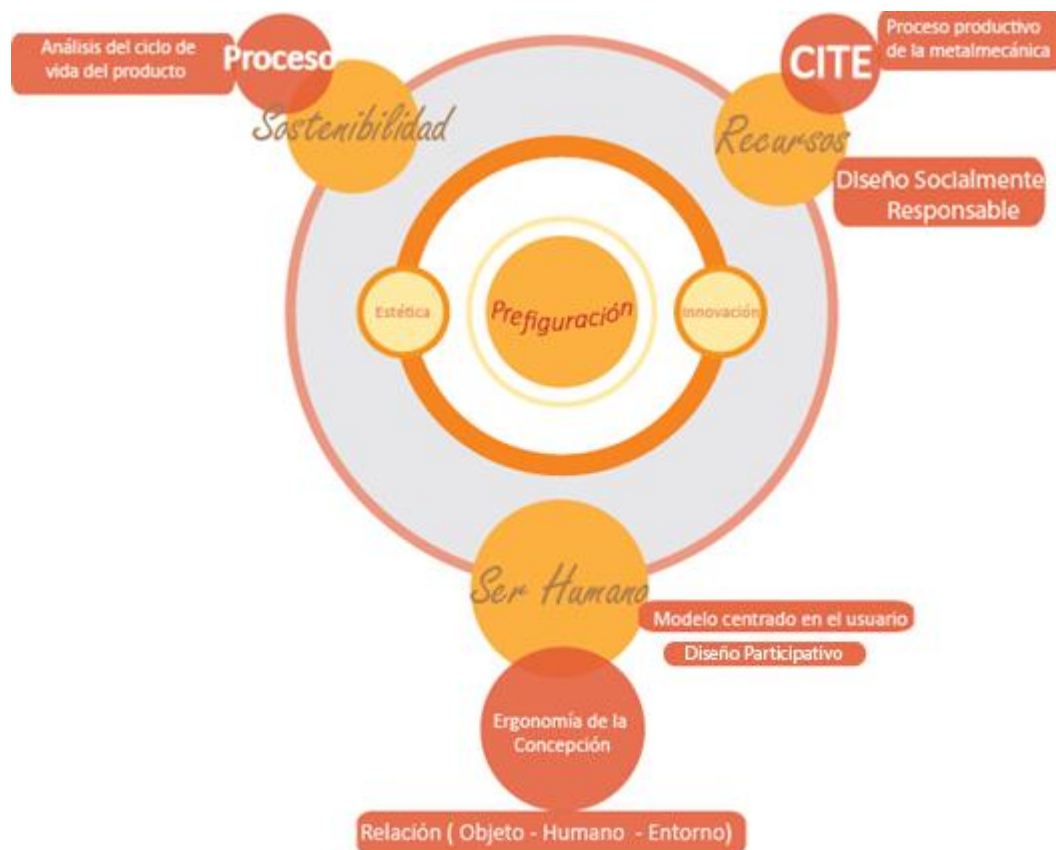 Análisis del ciclo de
vida del producto
Proceso
Sostenibilidad
CITE
Proceso productivo
de la metalmecánica
Recursos
Diseño Socialmente
Responsable
Estética
Prefiguración
Innovación
Ser Humano
Modelo centrado en el usuario
Diseño Participativo
Ergonomía de la
Concepción
Relación ( Objeto - Humano - Entorno)